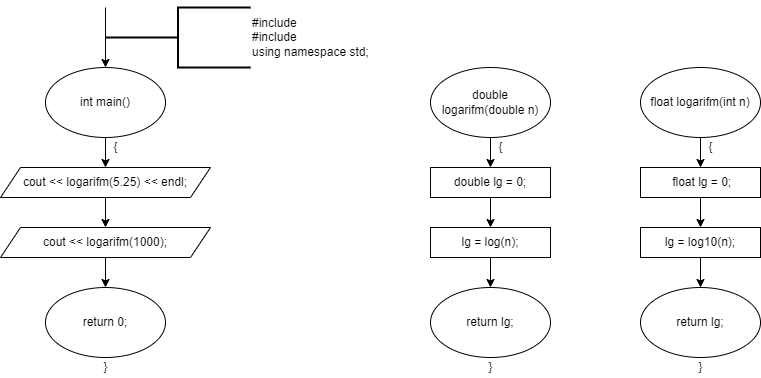 #include
#include
using namespace std;
int main()
{
cout << logarifm(5.25) << endl;
cout << logarifm(1000);
return 0;
}
double
logarifm(double n)
{
double lg = 0;
lg = log(n);
return lg;
}
float logarifm(int n)
{
float lg = 0;
lg = log10(n);
return lg;
}